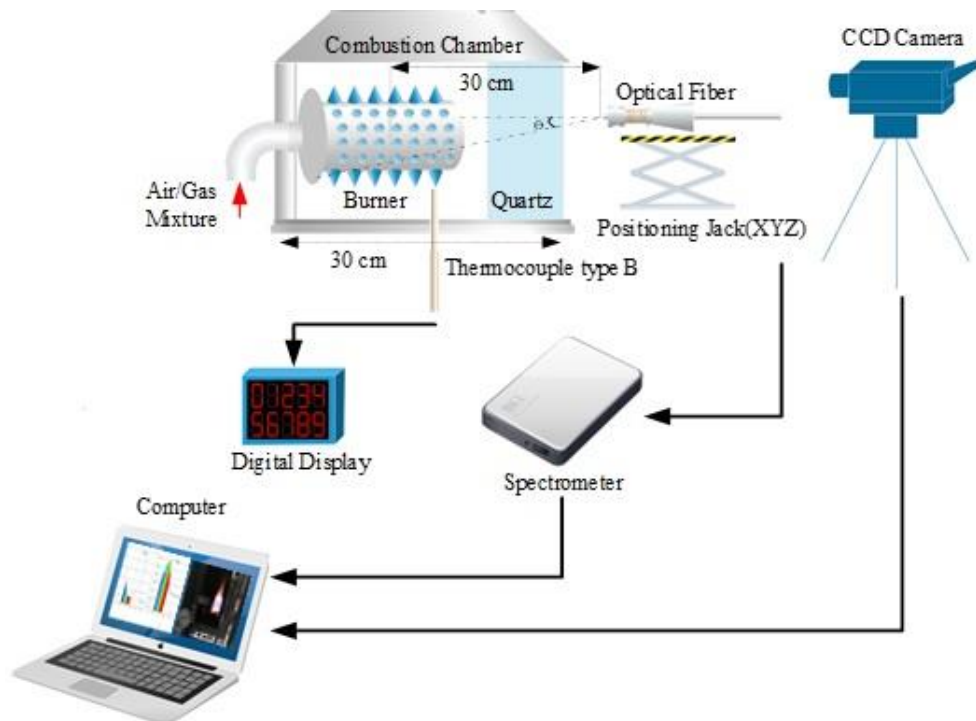 Combustion Chamber
30 cm
CCD Camera
Optical Fiber
Air/Gas
Mixture
Burner
Quartz
Positioning Jack(XYZ)
30 cm
Thermocouple type B
01234
56789
Digital Display
Spectrometer
Computer